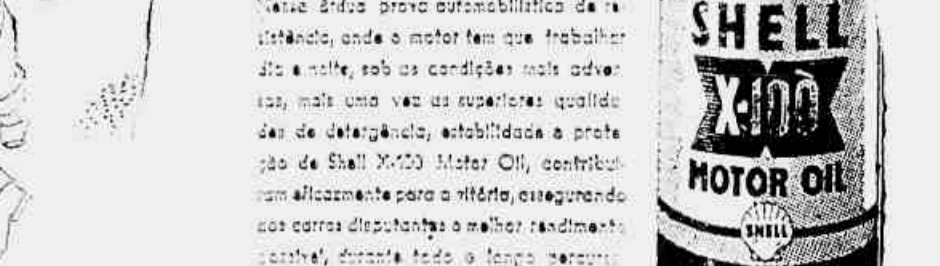 Nessa árdua prova automobilística de re-
sistência, onde o motor tem que trabalhar
dia e noite, sob as condições mais adver-
sas, mais uma vez as superiores qualida-
des de detergência, estabilidade e prote-
ção de Shell X-100 Motor Oil, contribuí-
ram eficazmente para a vitória, assegurando
aos carros disputantes o melhor rendimento
possível, durante todo o longo percurso
SHELL
X-100
MOTOR OIL
SHELL